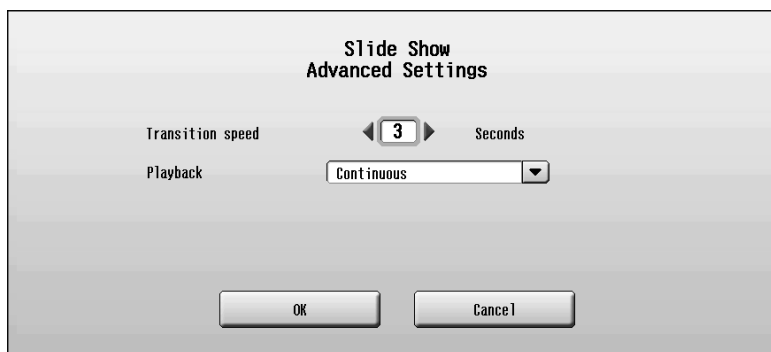 Slide Show
Advanced Settings
Transition speed 3 Seconds
Playback Continuous
OK Cancel